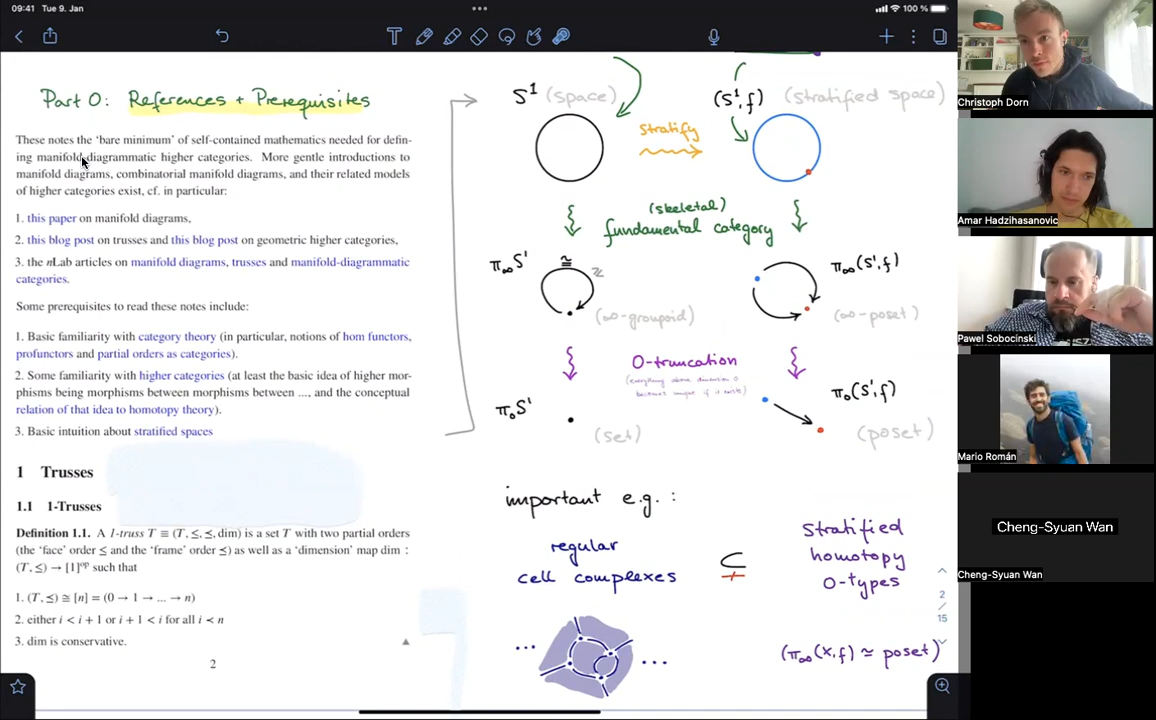 09:41 Tue 9. Jan
100 %
Part 0: References + Prerequisites
These notes the ‘bare minimum’ of self-contained mathematics needed for defin-
ing manifold-diagrammatic higher categories. More gentle introductions to
manifold diagrams, combinatorial manifold diagrams, and their related models
of higher categories exist, cf. in particular:
1. this paper on manifold diagrams,
2. this blog post on trusses and this blog post on geometric higher categories,
3. the nLab articles on manifold diagrams, trusses and manifold-diagrammatic
categories.
Some prerequisites to read these notes include:
1. Basic familiarity with category theory (in particular, notions of hom functors,
profunctors and partial orders as categories).
2. Some familiarity with higher categories (at least the basic idea of higher mor-
phisms being morphisms between morphisms between ..., and the conceptual
relation of that idea to homotopy theory).
3. Basic intuition about stratified spaces
1 Trusses
1.1 1-Trusses
Definition 1.1. A 1-truss T ≡ (T, ≤, ⪯, dim) is a set T with two partial orders
(the ‘face’ order ≤ and the ‘frame’ order ⪯) as well as a ‘dimension’ map dim :
(T, ≤) → [1]ᵒᵖ such that
1. (T, ⪯) ≅ [n] = (0 → 1 → ... → n)
2. either i < i + 1 or i + 1 < i for all i ≺ n
3. dim is conservative.
2
S¹ (space)
(S¹, f) (stratified space)
stratify
(skeletal)
fundamental category
π∞S¹
≅
(∞-groupoid)
π∞(S¹, f)
(∞-poset)
0-truncation
(everything above dimension 0
becomes unique if it exists)
π₀S¹
(set)
π₀(S¹, f)
(poset)
important e.g. :
regular
cell complexes
⊊
stratified
homotopy
0-types
(π∞(X, f) ≃ poset)
... ...
2
/
15
Christoph Dorn
Amar Hadzihasanovic
Pawel Sobocinski
Mario Román
Cheng-Syuan Wan
Cheng-Syuan Wan